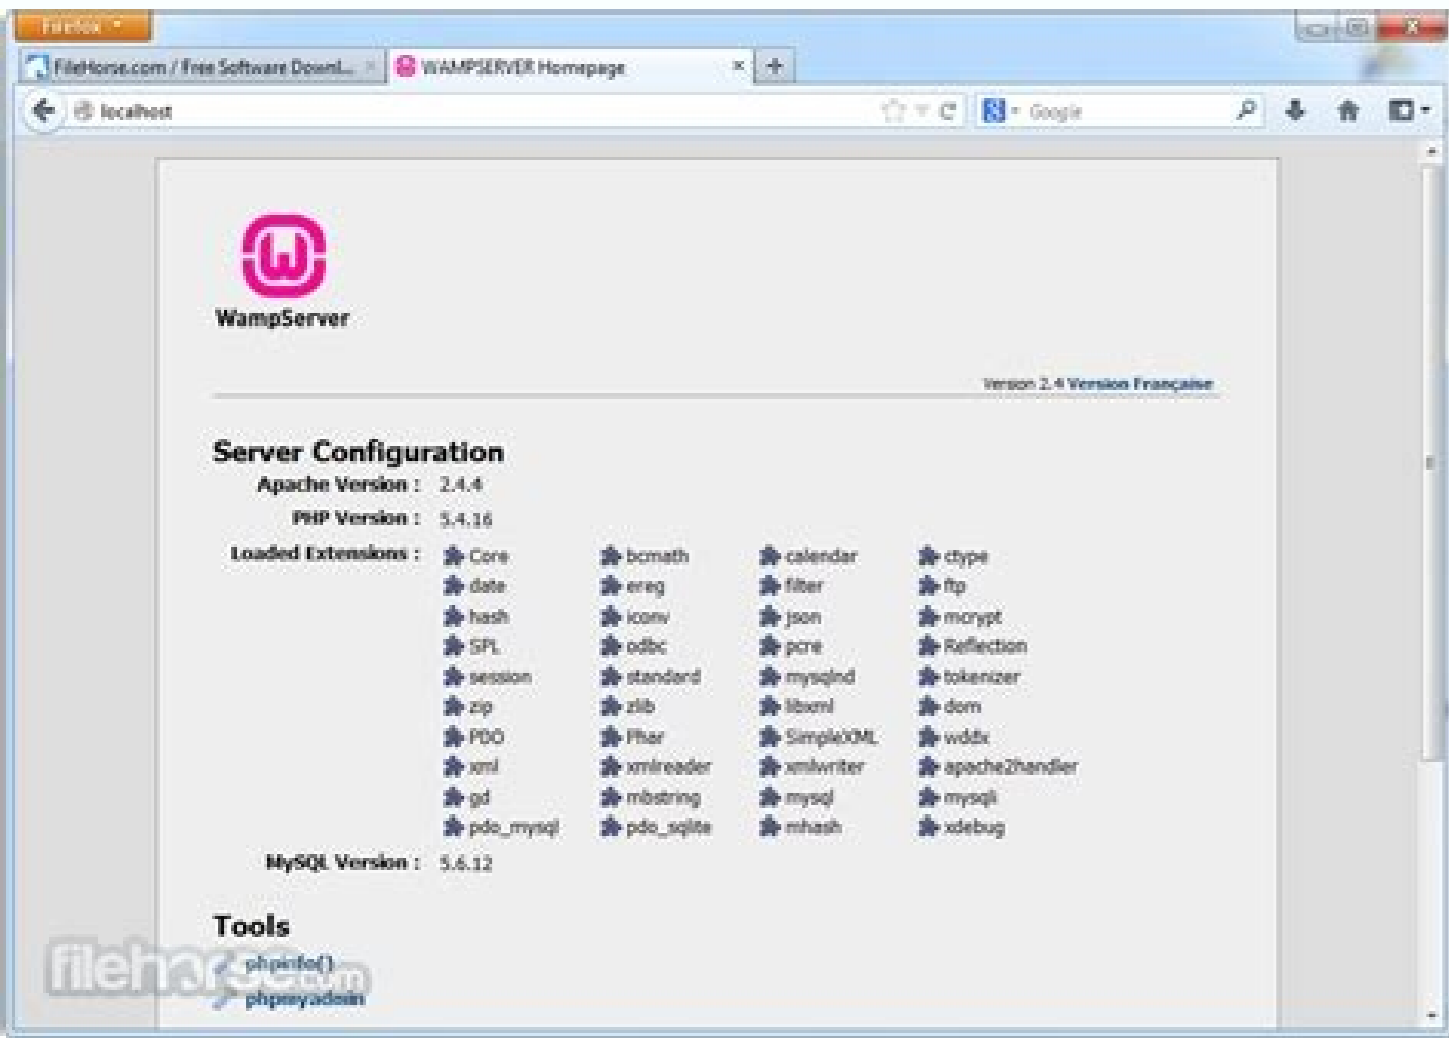 Firefox
FileHorse.com / Free Software Downl...
WAMPSERVER Homepage
localhost
Google
WampServer
Version 2.4 Version Française
Server Configuration
Apache Version : 2.4.4
PHP Version : 5.4.16
Loaded Extensions : Core bcmath calendar ctype
date ereg filter ftp
hash iconv json mcrypt
SPL odbc pcre Reflection
session standard mysqlnd tokenizer
zip zlib libxml dom
PDO Phar SimpleXML wddx
xml xmlreader xmlwriter apache2handler
gd mbstring mysql mysqli
pdo_mysql pdo_sqlite mhash xdebug
MySQL Version : 5.6.12
Tools
phpinfo()
phpmyadmin
filehorse.com